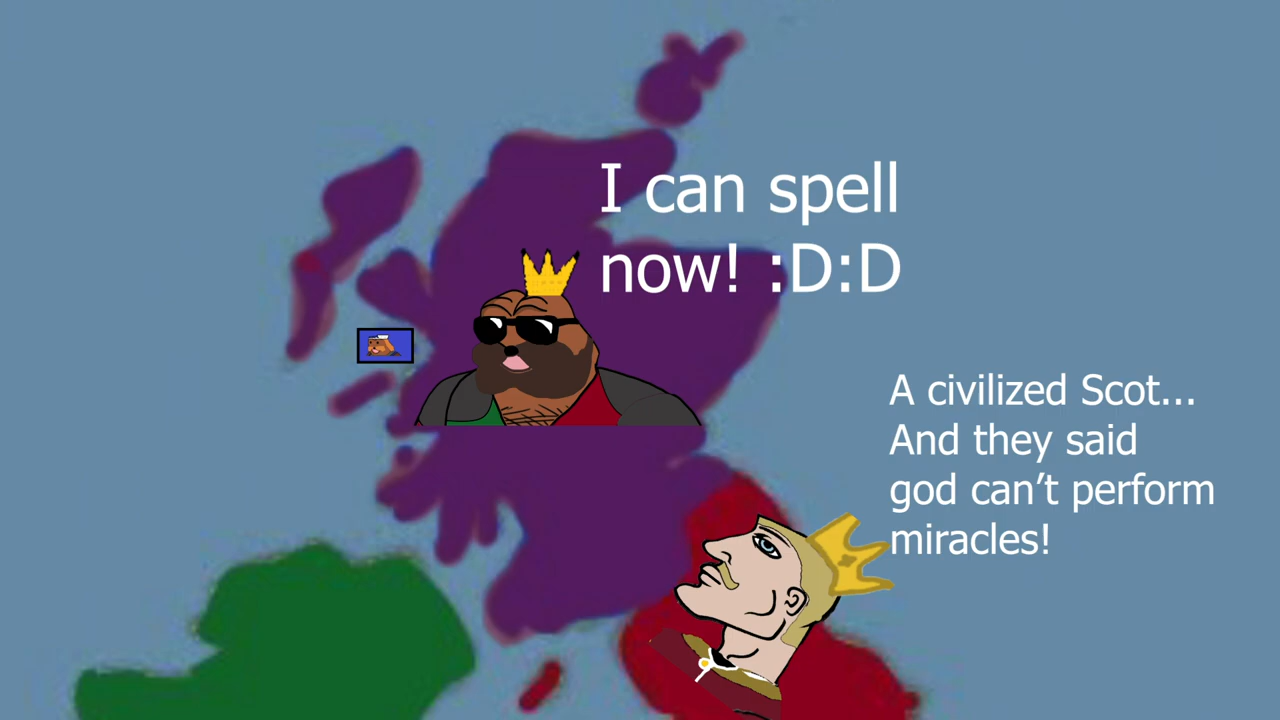 I can spell
now! :D:D
A civilized Scot...
And they said
god can’t perform
miracles!